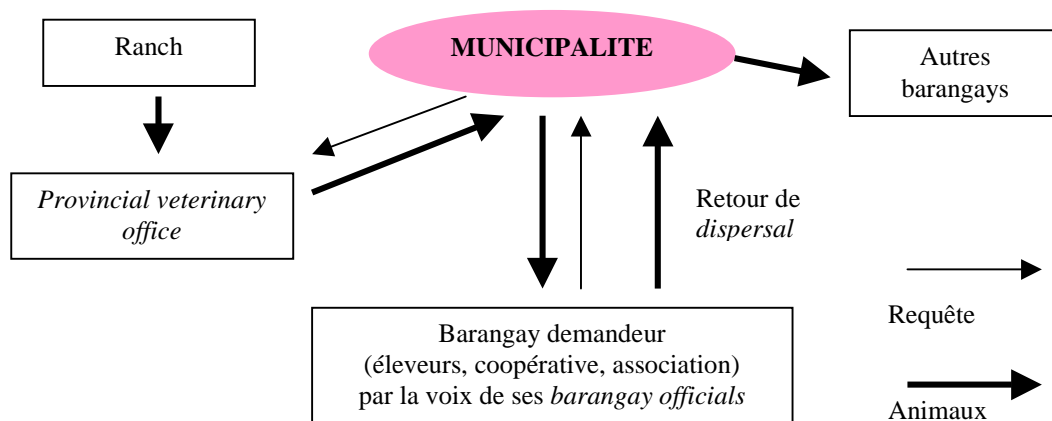 Ranch
MUNICIPALITE
Autres
barangays
Provincial veterinary
office
Retour de
dispersal
Requête
Barangay demandeur
(éleveurs, coopérative, association)
par la voix de ses barangay officials
Animaux